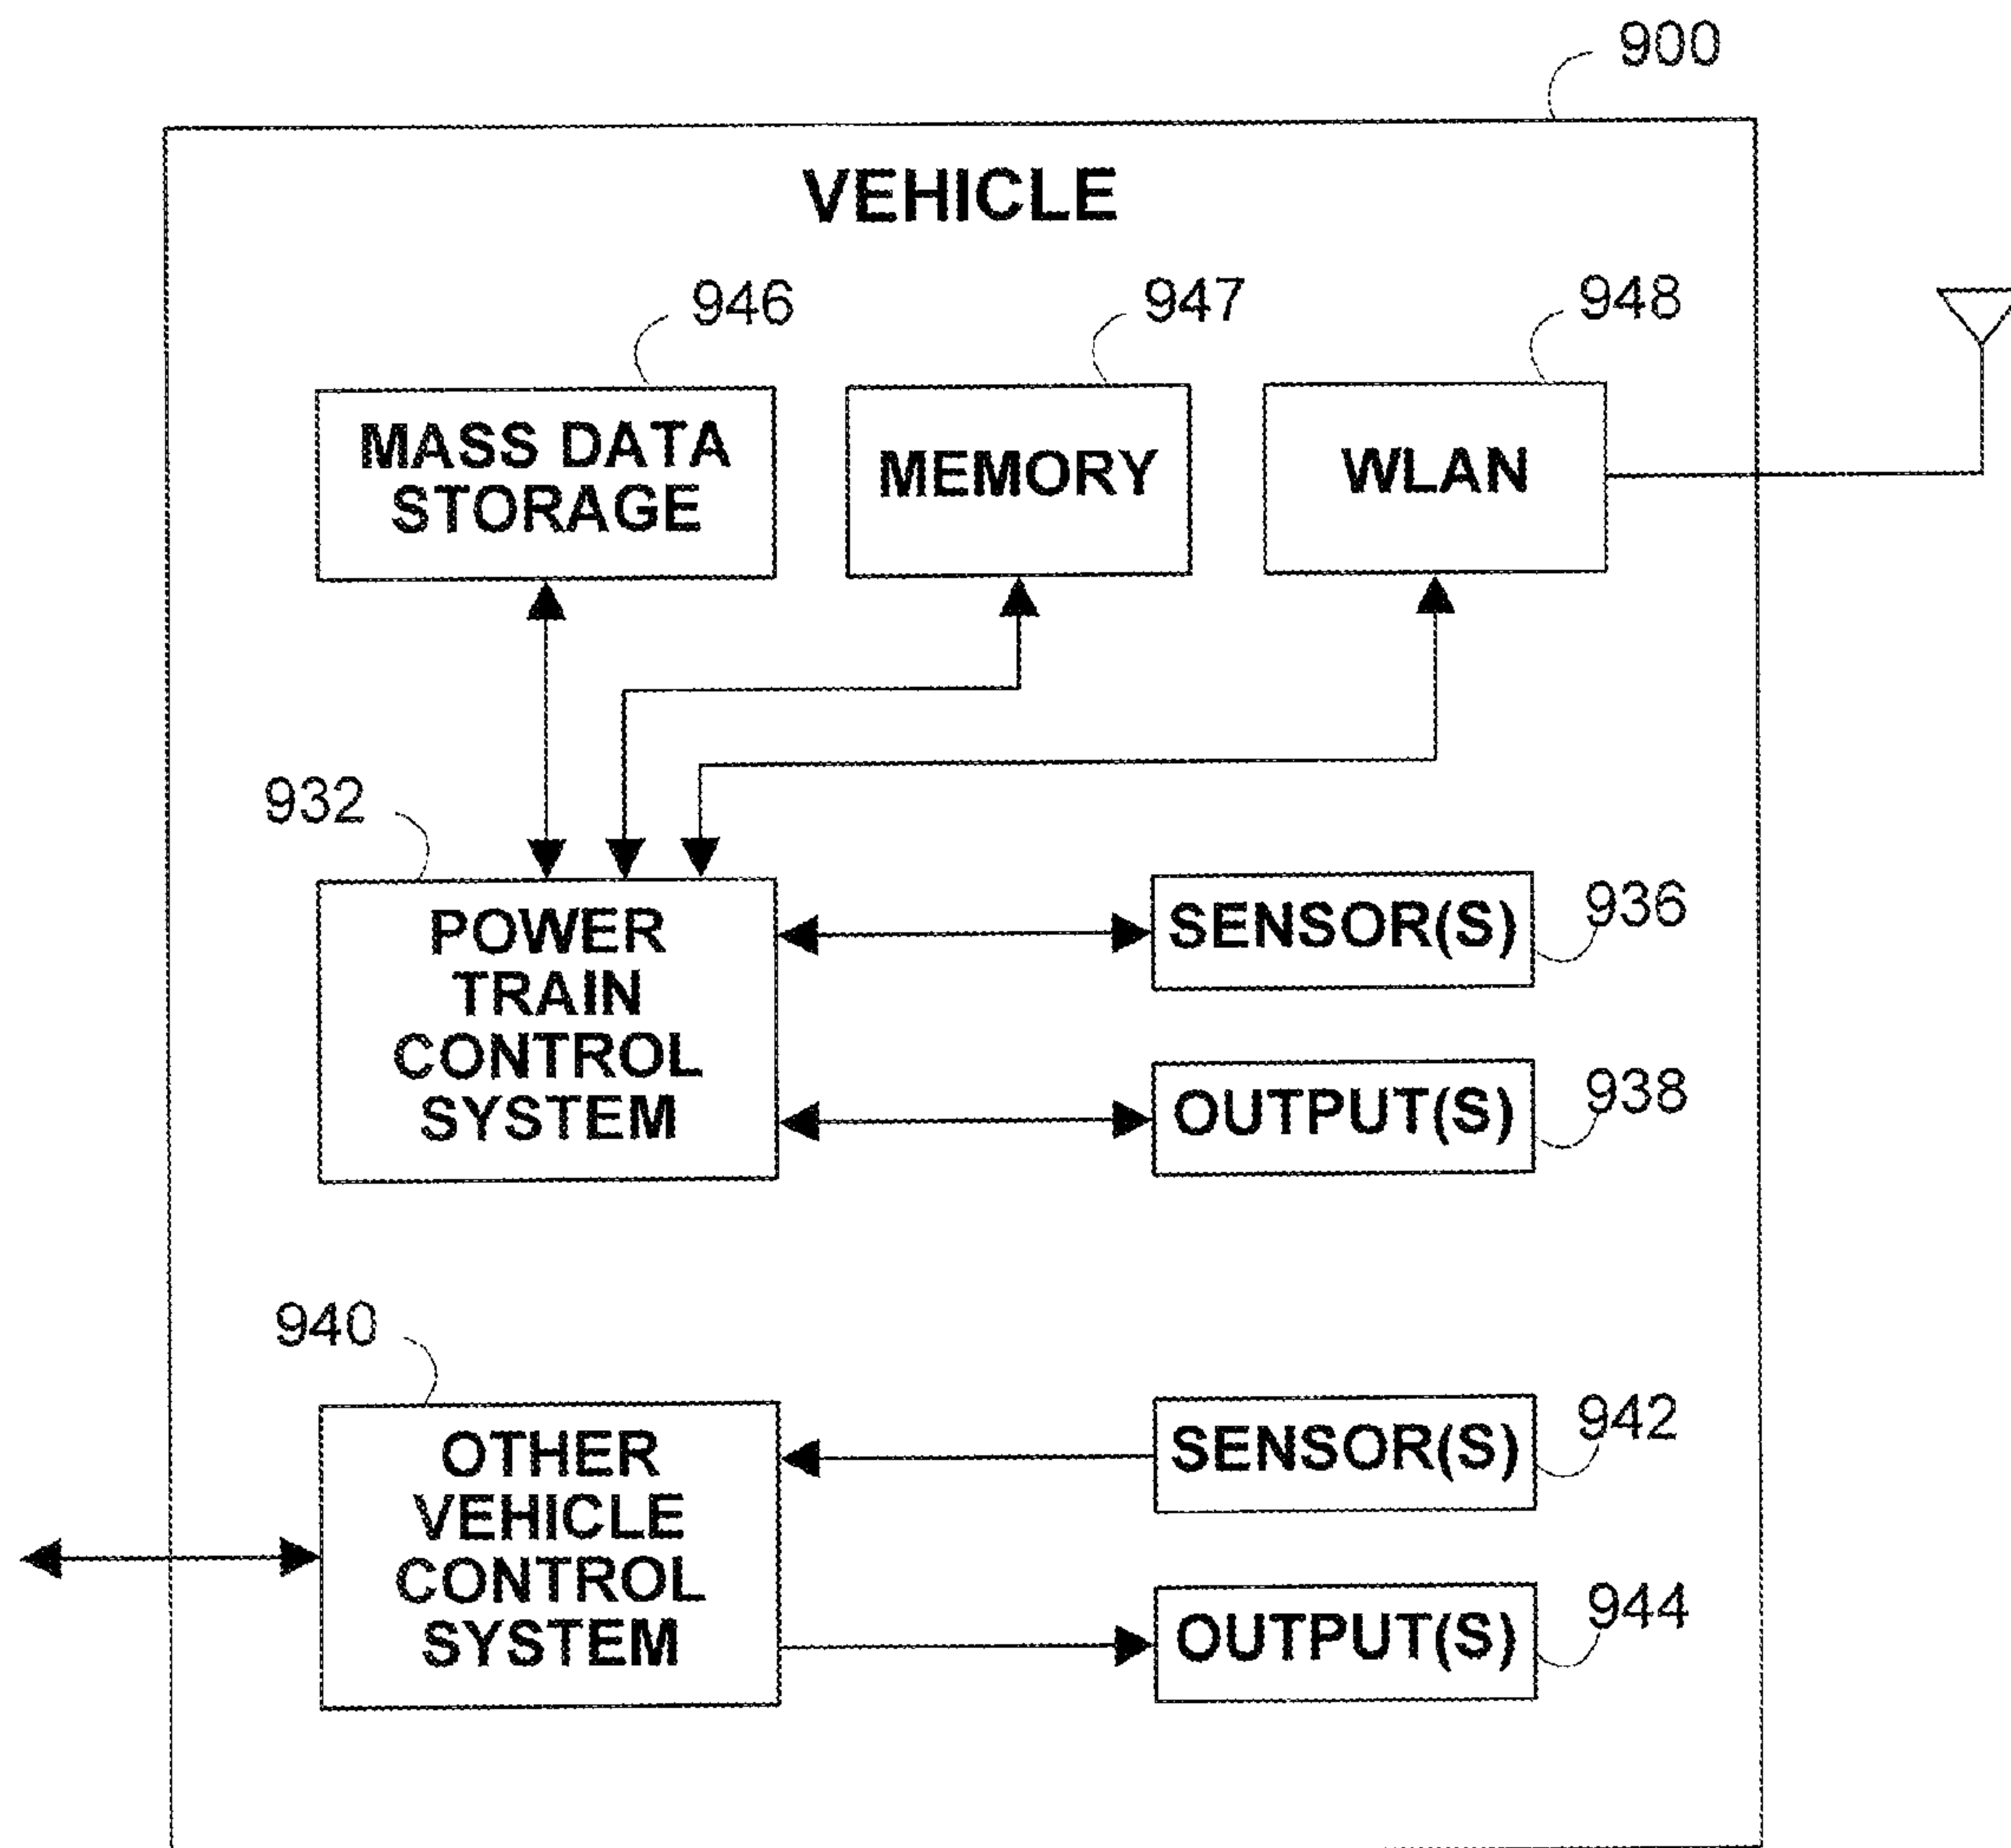 900
VEHICLE
946
947
948
MASS DATA
STORAGE
MEMORY
WLAN
932
POWER
TRAIN
CONTROL
SYSTEM
SENSOR(S)
936
OUTPUT(S)
938
940
OTHER
VEHICLE
CONTROL
SYSTEM
SENSOR(S)
942
OUTPUT(S)
944